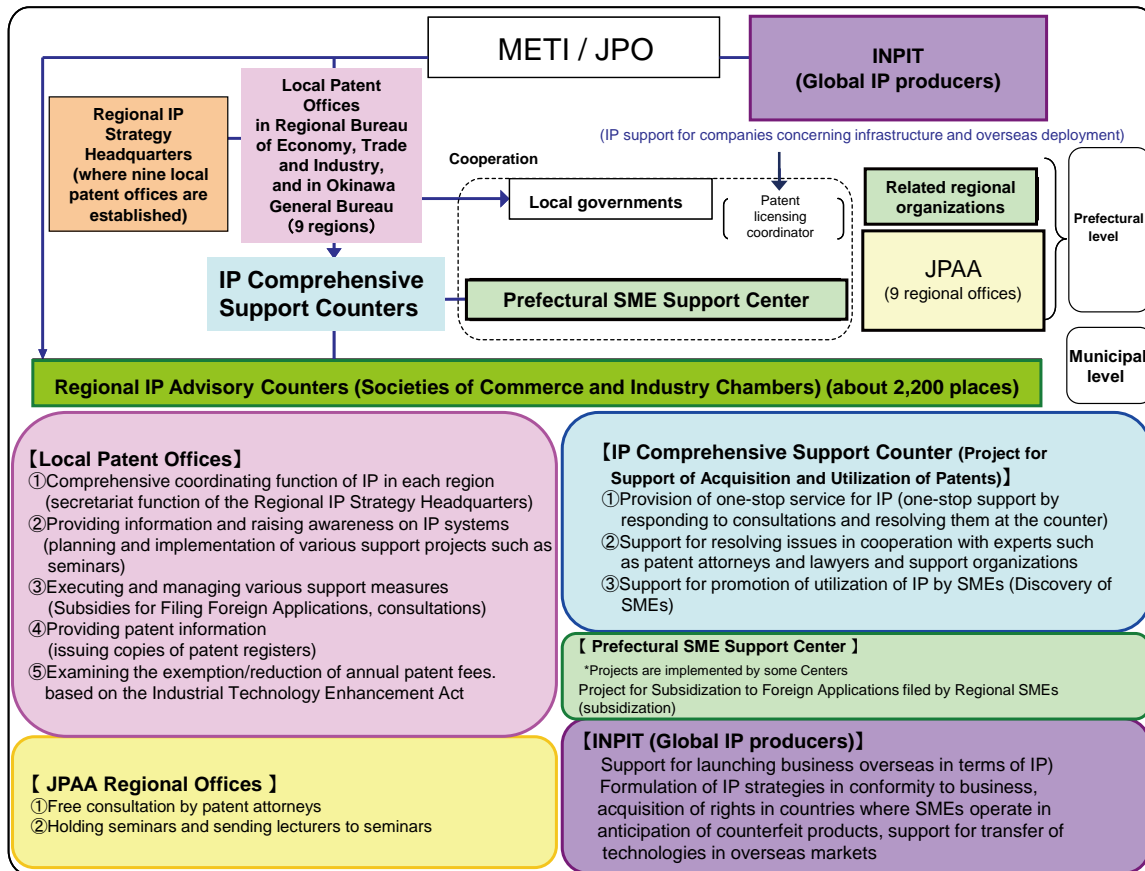 METI / JPO
INPIT
(Global IP producers)
Regional IP
Strategy
Headquarters
(where nine local
patent offices are
established)
Local Patent
Offices
in Regional Bureau
of Economy, Trade
and Industry,
and in Okinawa
General Bureau
(9 regions)
(IP support for companies concerning infrastructure and overseas deployment)
Cooperation
Local governments
Patent
licensing
coordinator
Related regional
organizations
Prefectural
level
JPAA
(9 regional offices)
IP Comprehensive
Support Counters
Prefectural SME Support Center
Municipal
level
Regional IP Advisory Counters (Societies of Commerce and Industry Chambers) (about 2,200 places)
【Local Patent Offices】
①Comprehensive coordinating function of IP in each region
(secretariat function of the Regional IP Strategy Headquarters)
②Providing information and raising awareness on IP systems
(planning and implementation of various support projects such as
seminars)
③Executing and managing various support measures
(Subsidies for Filing Foreign Applications, consultations)
④Providing patent information
(issuing copies of patent registers)
⑤Examining the exemption/reduction of annual patent fees.
based on the Industrial Technology Enhancement Act
【IP Comprehensive Support Counter (Project for
Support of Acquisition and Utilization of Patents)】
①Provision of one-stop service for IP (one-stop support by
responding to consultations and resolving them at the counter)
②Support for resolving issues in cooperation with experts such
as patent attorneys and lawyers and support organizations
③Support for promotion of utilization of IP by SMEs (Discovery of
SMEs)
【 Prefectural SME Support Center 】
*Projects are implemented by some Centers
Project for Subsidization to Foreign Applications filed by Regional SMEs
(subsidization)
【 JPAA Regional Offices 】
①Free consultation by patent attorneys
②Holding seminars and sending lecturers to seminars
【INPIT (Global IP producers)】
Support for launching business overseas in terms of IP)
Formulation of IP strategies in conformity to business,
acquisition of rights in countries where SMEs operate in
anticipation of counterfeit products, support for transfer of
technologies in overseas markets